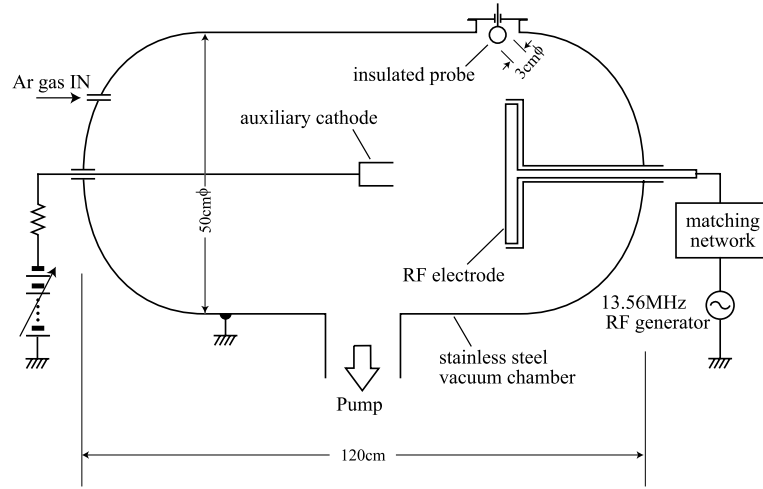 Ar gas IN
insulated probe
3cmϕ
auxiliary cathode
50cmϕ
RF electrode
matching
network
13.56MHz
RF generator
stainless steel
vacuum chamber
Pump
120cm